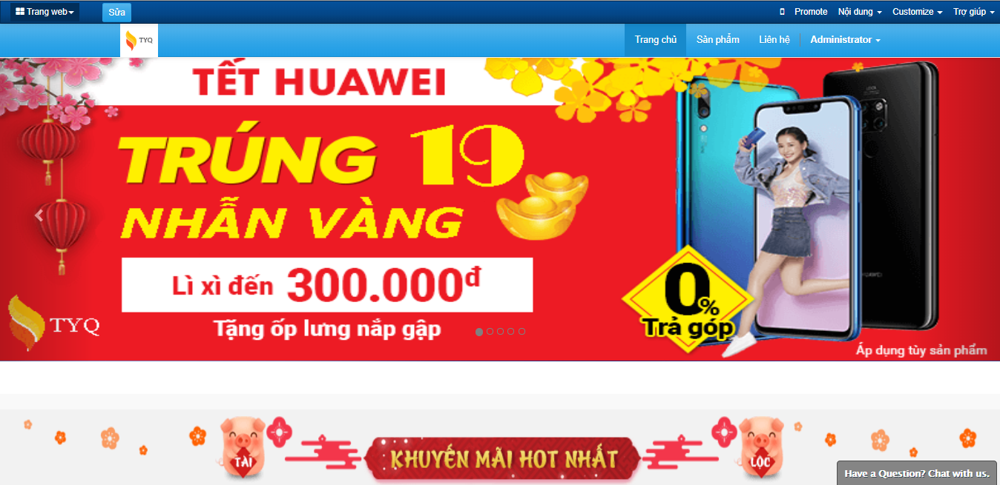 Trang web
Sửa
Promote
Nội dung
Customize
Trợ giúp
TYQ
Trang chủ
Sản phẩm
Liên hệ
Administrator
TẾT HUAWEI
TRÚNG 19
NHẪN VÀNG
Lì xì đến 300.000đ
Tặng ốp lưng nắp gập
TYQ
0%
Trả góp
Áp dụng tùy sản phẩm
TÀI
KHUYẾN MÃI HOT NHẤT
LỘC
Have a Question? Chat with us.